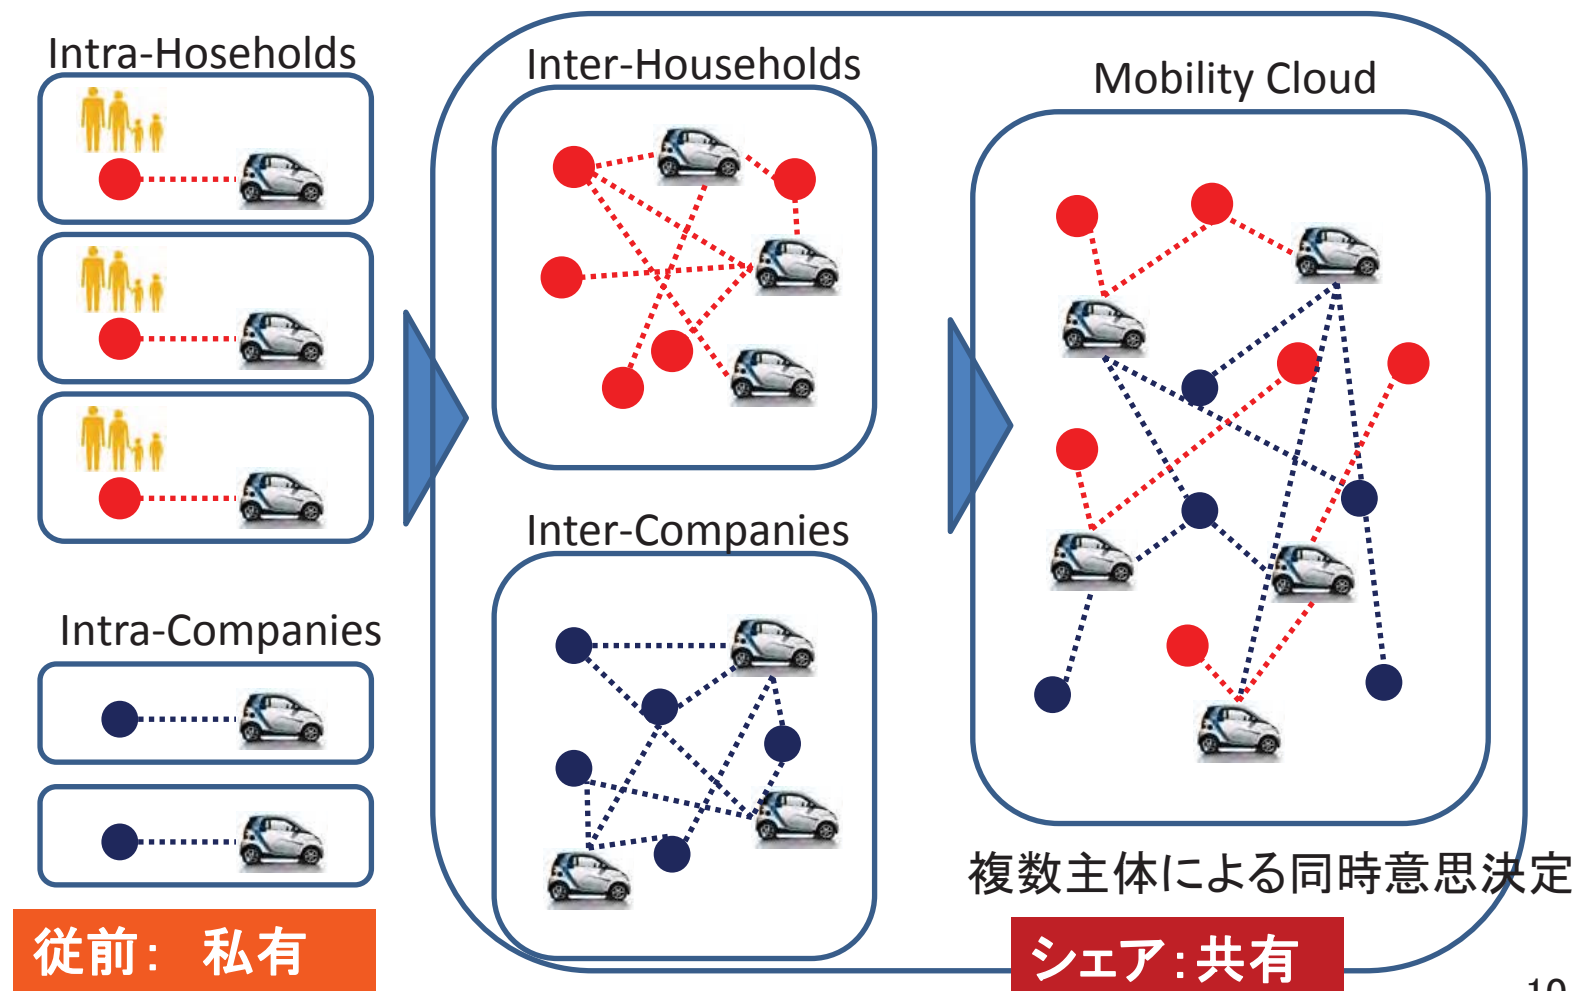 Intra-Hoseholds
Intra-Companies
従前： 私有
Inter-Households
Inter-Companies
Mobility Cloud
複数主体による同時意思決定
シェア：共有